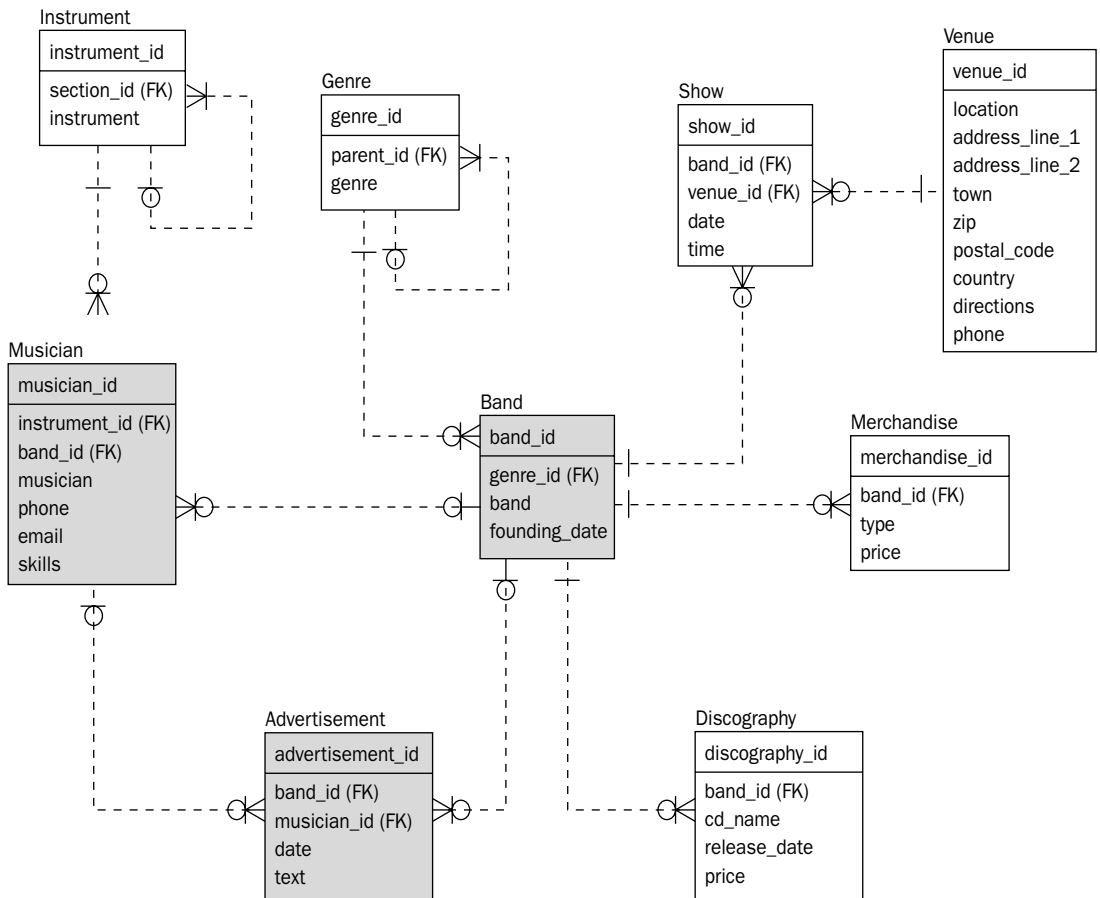 Instrument
instrument_id
section_id (FK)
instrument
Genre
genre_id
parent_id (FK)
genre
Show
show_id
band_id (FK)
venue_id (FK)
date
time
Venue
venue_id
location
address_line_1
address_line_2
town
zip
postal_code
country
directions
phone
Musician
musician_id
instrument_id (FK)
band_id (FK)
musician
phone
email
skills
Band
band_id
genre_id (FK)
band
founding_date
Merchandise
merchandise_id
band_id (FK)
type
price
Advertisement
advertisement_id
band_id (FK)
musician_id (FK)
date
text
Discography
discography_id
band_id (FK)
cd_name
release_date
price